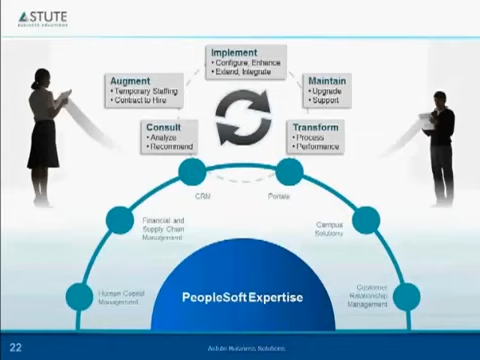 ASTUTE
BUSINESS SOLUTIONS
Implement
• Configure, Enhance
• Extend, Integrate
Augment
• Temporary Staffing
• Contract to Hire
Maintain
• Upgrade
• Support
Consult
• Analyze
• Recommend
Transform
• Process
• Performance
CRM
Portals
Financial and
Supply Chain
Management
Campus
Solutions
Human Capital
Management
Customer
Relationship
Management
PeopleSoft Expertise
22
Astute Business Solutions